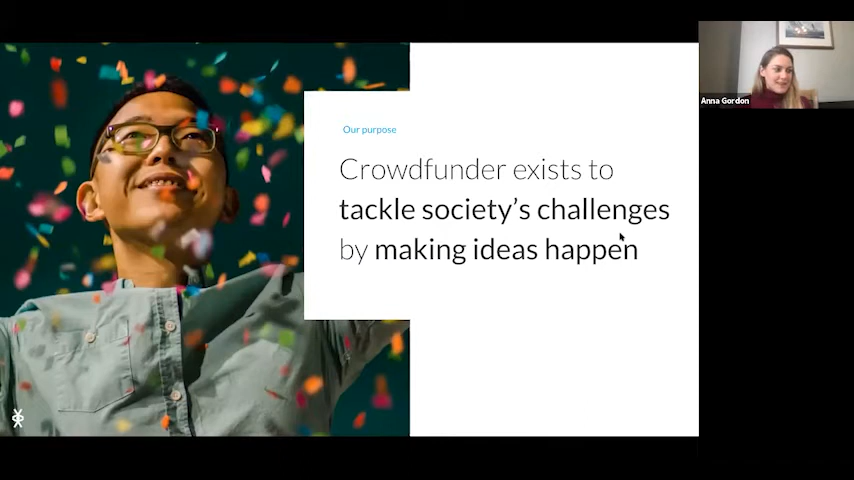 Our purpose
Crowdfunder exists to
tackle society's challenges
by making ideas happen
Anna Gordon